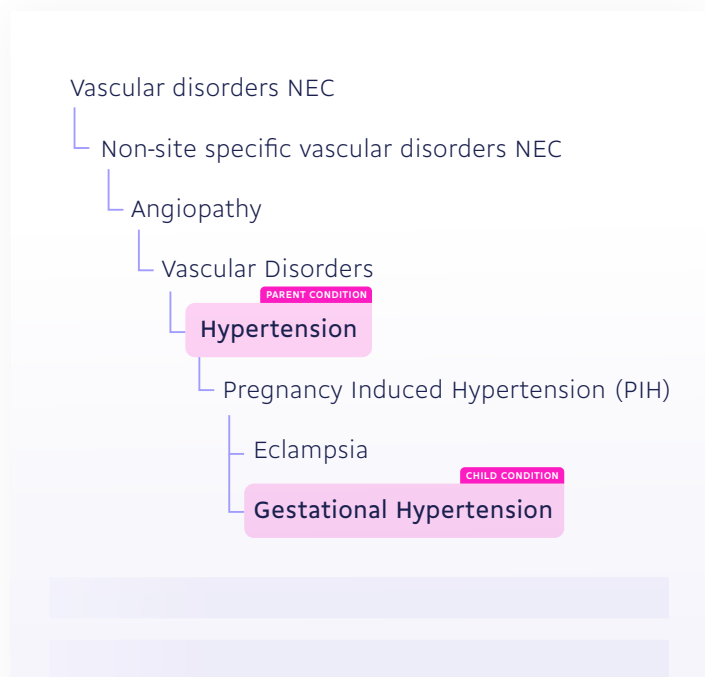 Vascular disorders NEC
Non-site specific vascular disorders NEC
Angiopathy
Vascular Disorders
PARENT CONDITION
Hypertension
Pregnancy Induced Hypertension (PIH)
Eclampsia
CHILD CONDITION
Gestational Hypertension